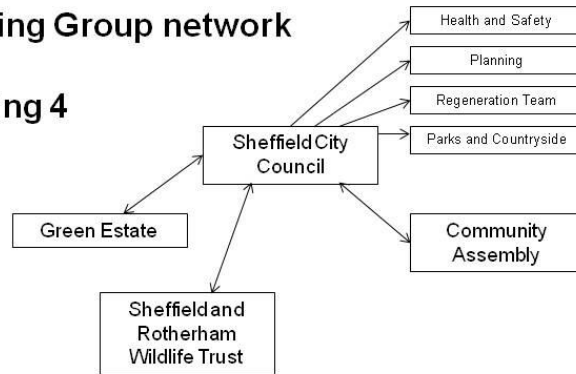 ing Group network
ing 4
Health and Safety
Planning
Regeneration Team
Parks and Countryside
Sheffield City
Council
Green Estate
Community
Assembly
Sheffield and
Rotherham
Wildlife Trust